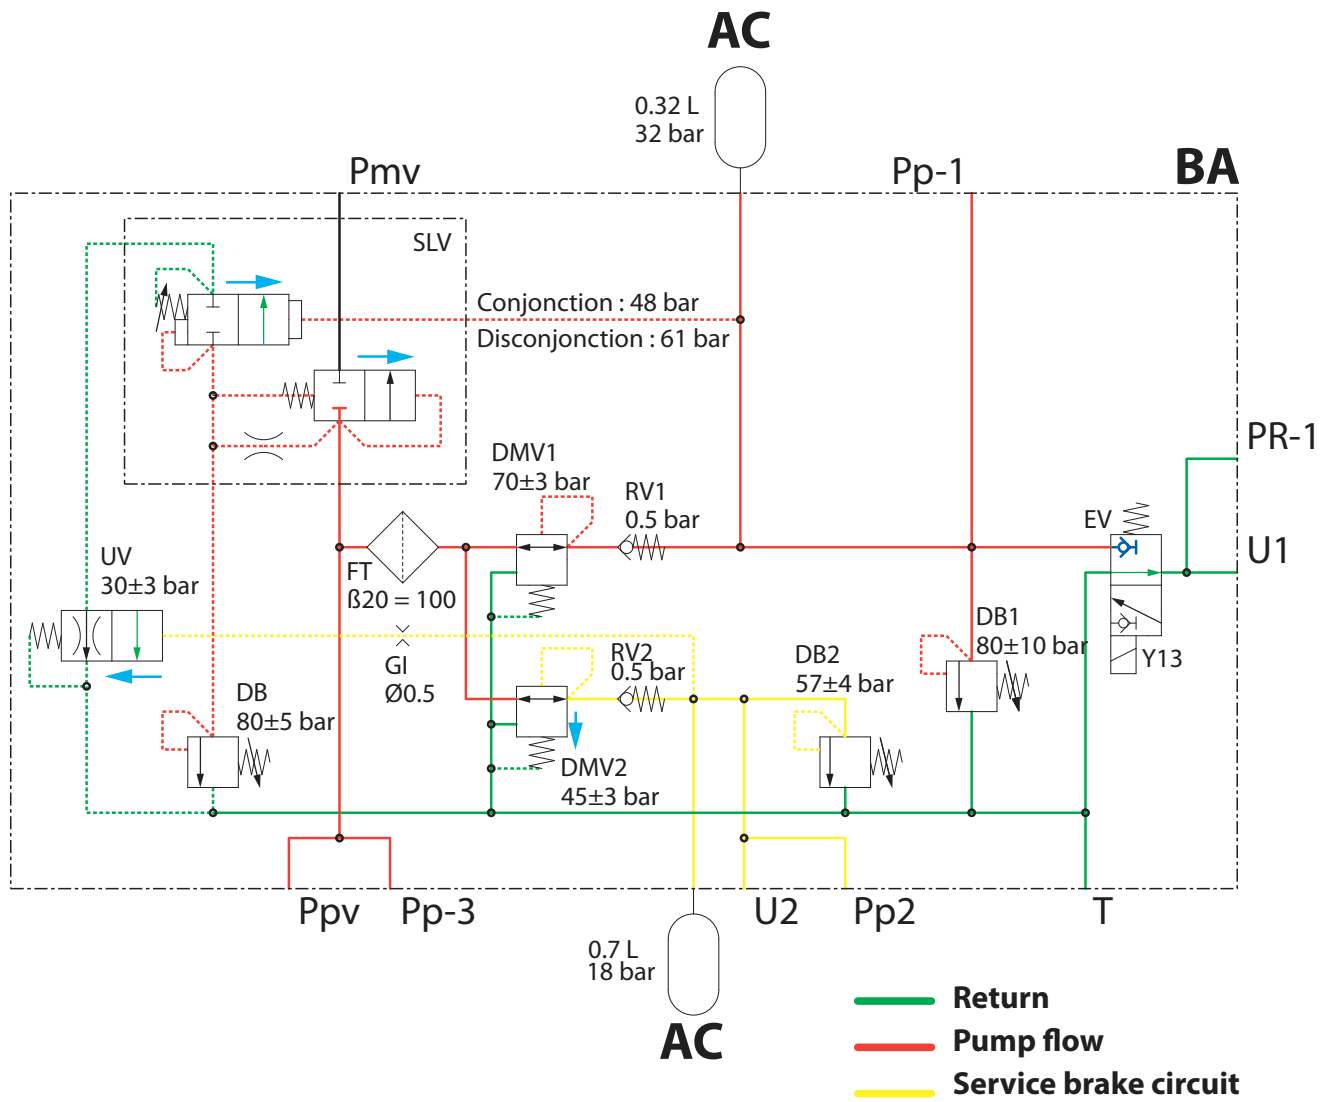 AC
0.32 L
32 bar
Pmv
Pp-1
BA
SLV
Conjonction : 48 bar
Disconjonction : 61 bar
PR-1
DMV1
70±3 bar
RV1
0.5 bar
EV
U1
UV
30±3 bar
FT
ß20 = 100
DB1
80±10 bar
GI
Ø0.5
RV2
0.5 bar
DB2
57±4 bar
Y13
DB
80±5 bar
DMV2
45±3 bar
Ppv
Pp-3
U2
Pp2
T
0.7 L
18 bar
AC
Return
Pump flow
Service brake circuit